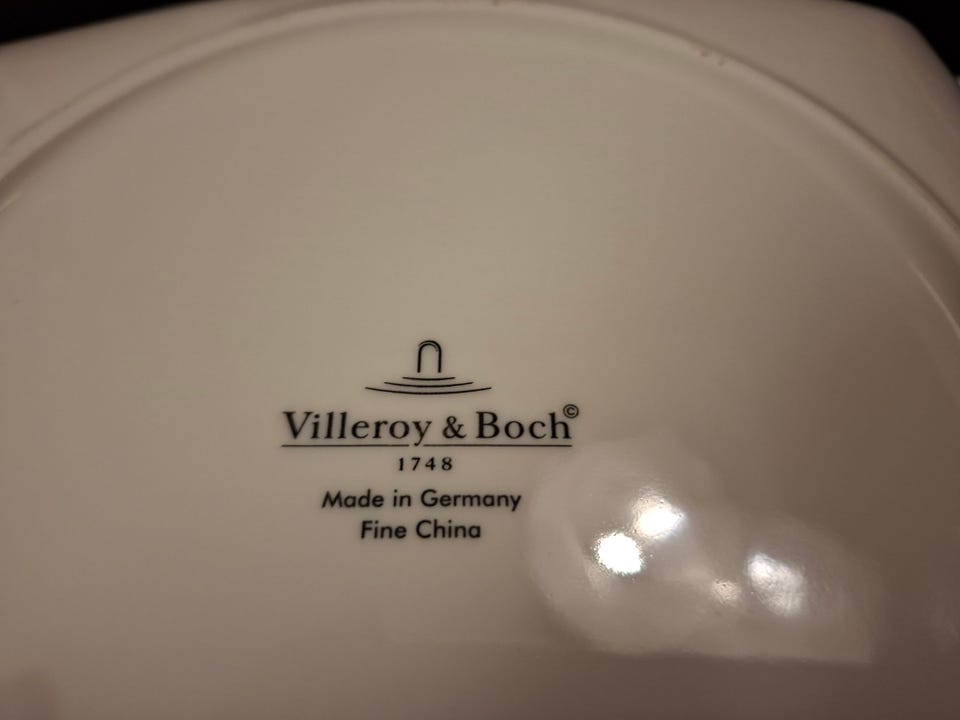 Villeroy & Boch©
1748
Made in Germany
Fine China